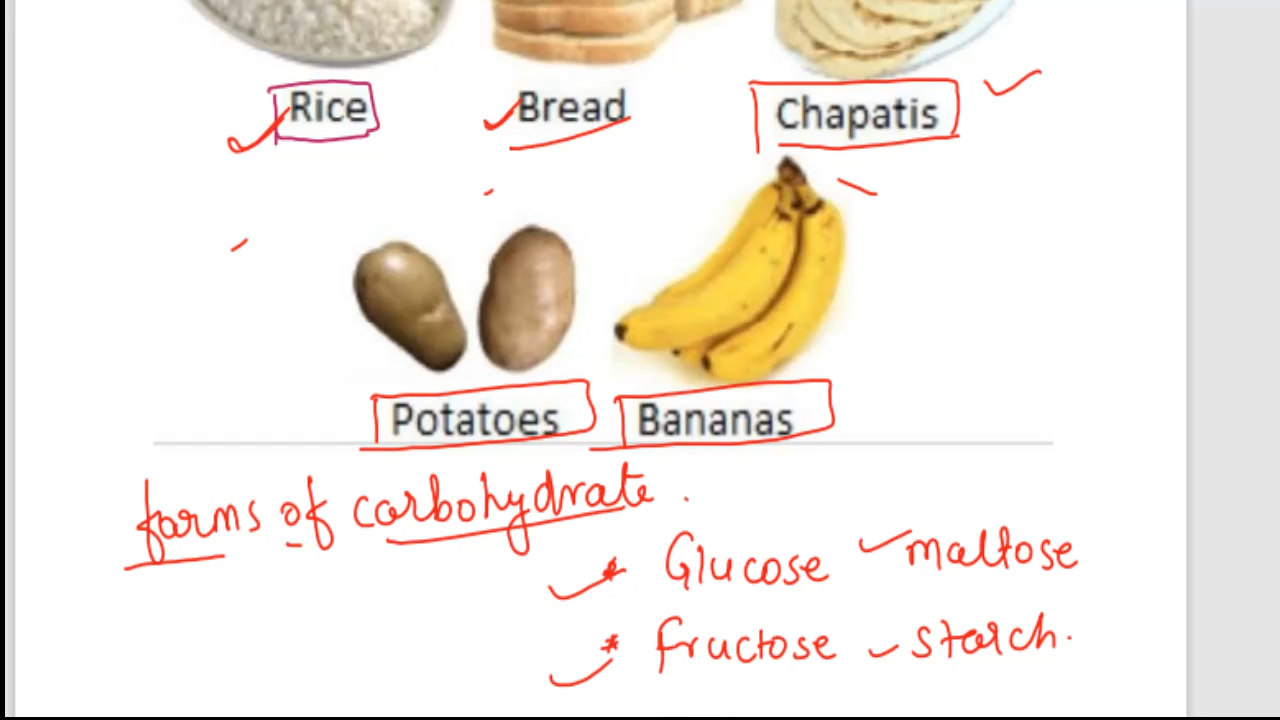 Rice Bread Chapatis
Potatoes Bananas
forms of carbohydrate.
* Glucose maltose
* fructose starch.